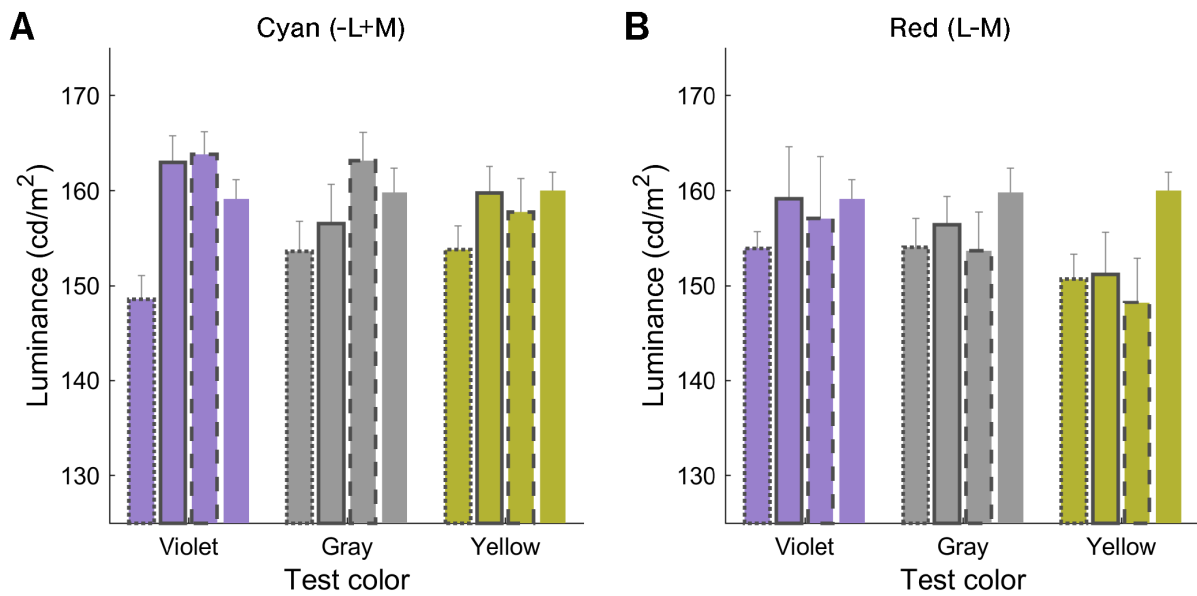 A
Cyan (-L+M)
170
160
150
140
130
Luminance (cd/m²)
Violet
Gray
Yellow
Test color
B
Red (L-M)
170
160
150
140
130
Luminance (cd/m²)
Violet
Gray
Yellow
Test color